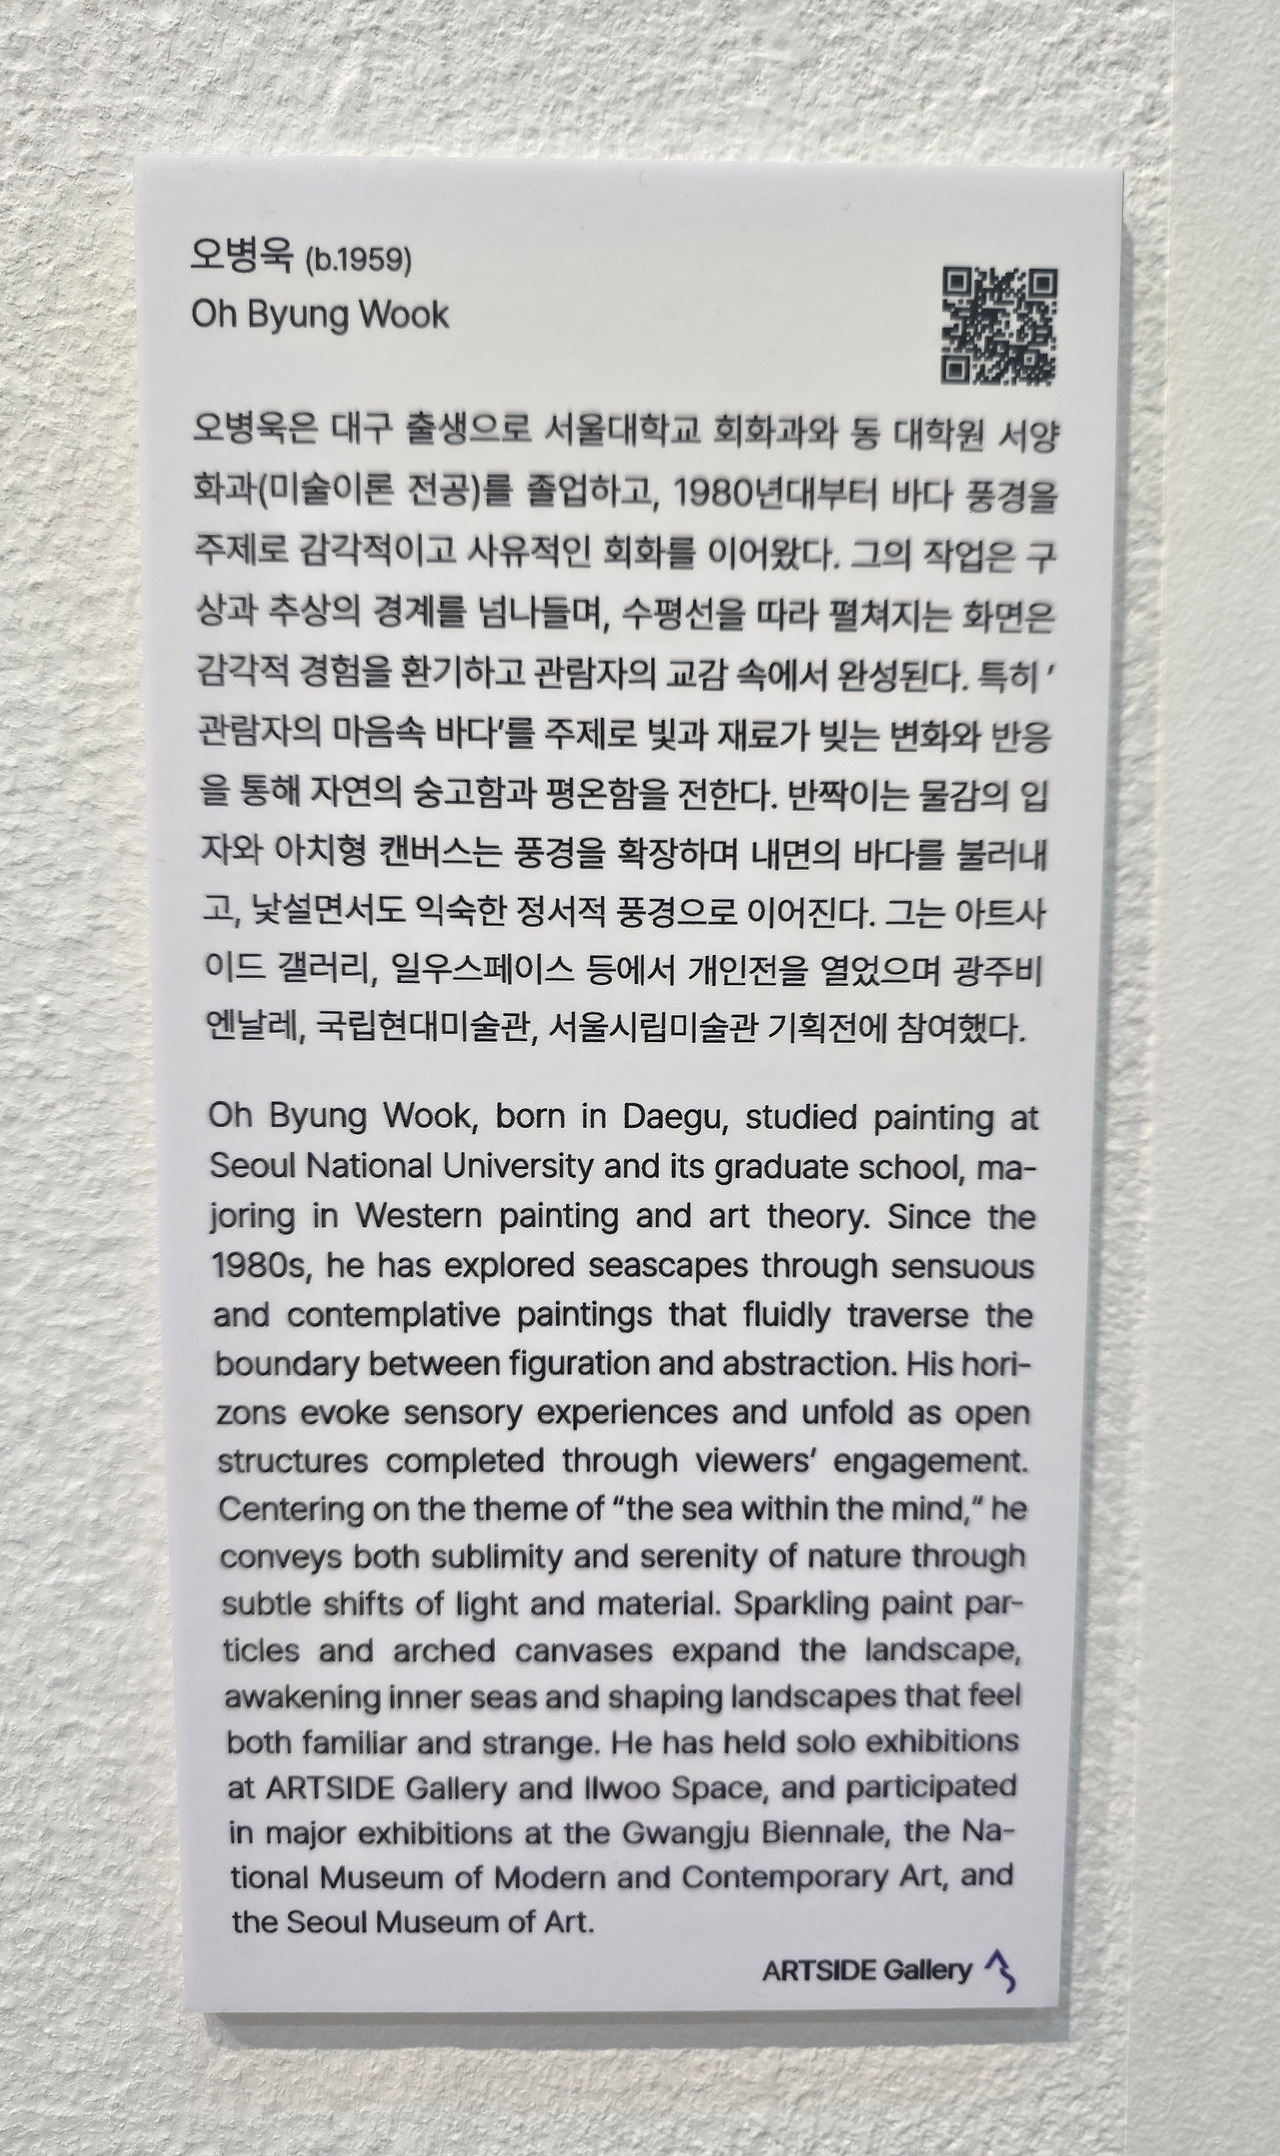 오병욱 (b.1959)
Oh Byung Wook
오병욱은 대구 출생으로 서울대학교 회화과와 동 대학원 서양
화과(미술이론 전공)를 졸업하고, 1980년대부터 바다 풍경을
주제로 감각적이고 사유적인 회화를 이어왔다. 그의 작업은 구
상과 추상의 경계를 넘나들며, 수평선을 따라 펼쳐지는 화면은
감각적 경험을 환기하고 관람자의 교감 속에서 완성된다. 특히 '
관람자의 마음속 바다'를 주제로 빛과 재료가 빚는 변화와 반응
을 통해 자연의 숭고함과 평온함을 전한다. 반짝이는 물감의 입
자와 아치형 캔버스는 풍경을 확장하며 내면의 바다를 불러내
고, 낯설면서도 익숙한 정서적 풍경으로 이어진다. 그는 아트사
이드 갤러리, 일우스페이스 등에서 개인전을 열었으며 광주비
엔날레, 국립현대미술관, 서울시립미술관 기획전에 참여했다.
Oh Byung Wook, born in Daegu, studied painting at
Seoul National University and its graduate school, ma-
joring in Western painting and art theory. Since the
1980s, he has explored seascapes through sensuous
and contemplative paintings that fluidly traverse the
boundary between figuration and abstraction. His hori-
zons evoke sensory experiences and unfold as open
structures completed through viewers' engagement.
Centering on the theme of “the sea within the mind,“ he
conveys both sublimity and serenity of nature through
subtle shifts of light and material. Sparkling paint par-
ticles and arched canvases expand the landscape,
awakening inner seas and shaping landscapes that feel
both familiar and strange. He has held solo exhibitions
at ARTSIDE Gallery and Ilwoo Space, and participated
in major exhibitions at the Gwangju Biennale, the Na-
tional Museum of Modern and Contemporary Art, and
the Seoul Museum of Art.
ARTSIDE Gallery